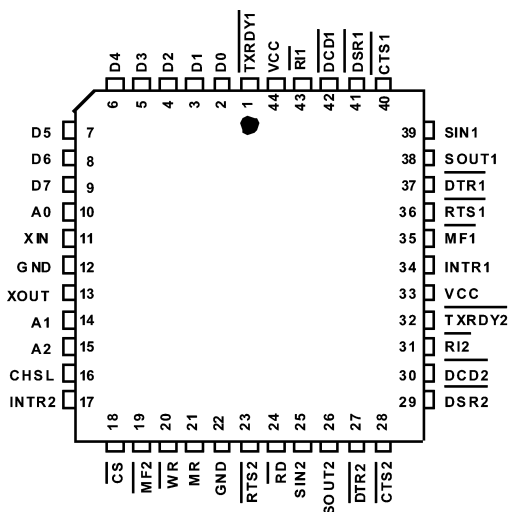 D4 D3 D2 D1 D0 TXRDY1 VCC RI1 DCD1 DSR1 CTS1
6 5 4 3 2 1 44 43 42 41 40
D5 7 39 SIN1
D6 8 38 SOUT1
D7 9 37 DTR1
A0 10 36 RTS1
XIN 11 35 MF1
GND 12 34 INTR1
XOUT 13 33 VCC
A1 14 32 TXRDY2
A2 15 31 RI2
CHSL 16 30 DCD2
INTR2 17 29 DSR2
18 19 20 21 22 23 24 25 26 27 28
CS MF2 WR MR GND RTS2 RD SIN2 SOUT2 DTR2 CTS2